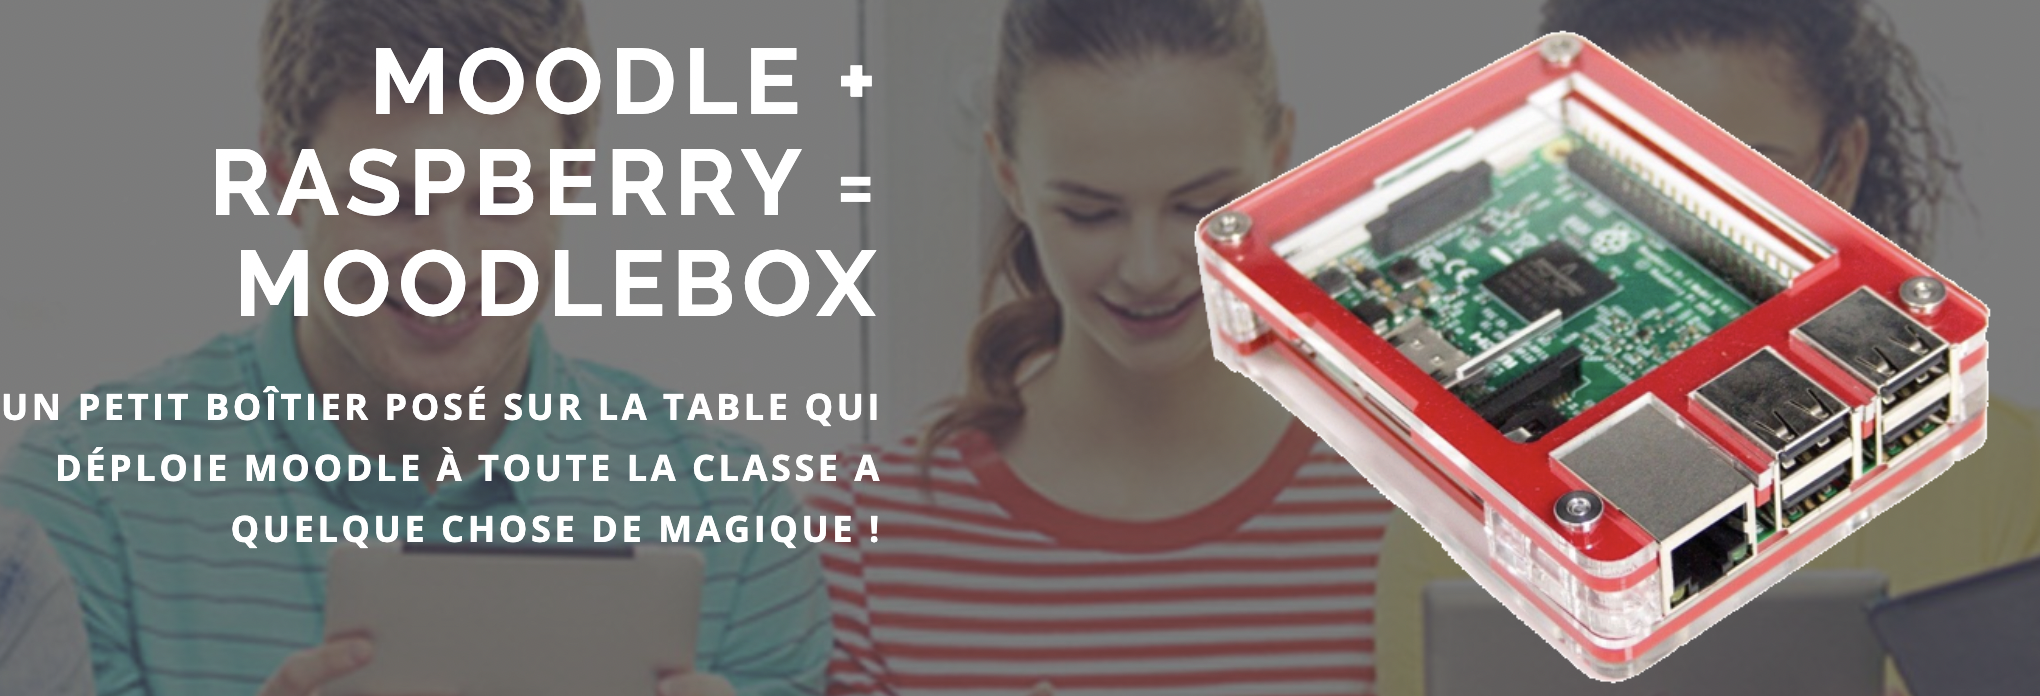 MOODLE +
RASPBERRY =
MOODLEBOX
UN PETIT BOÎTIER POSÉ SUR LA TABLE QUI
DÉPLOIE MOODLE À TOUTE LA CLASSE A
QUELQUE CHOSE DE MAGIQUE !